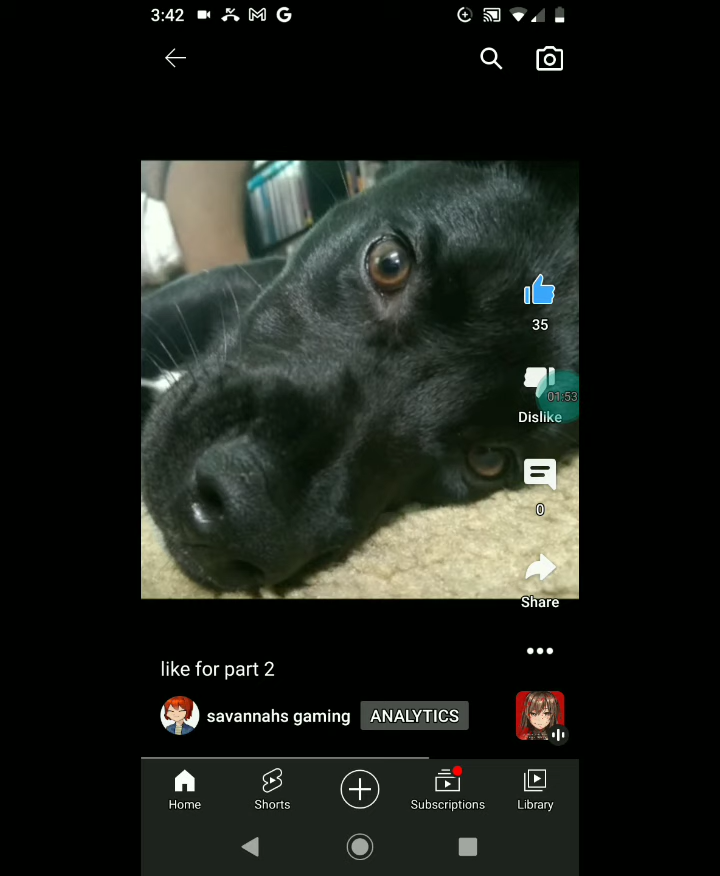 3:42
35
01:53
Dislike
0
Share
like for part 2
savannahs gaming ANALYTICS
Home Shorts Subscriptions Library